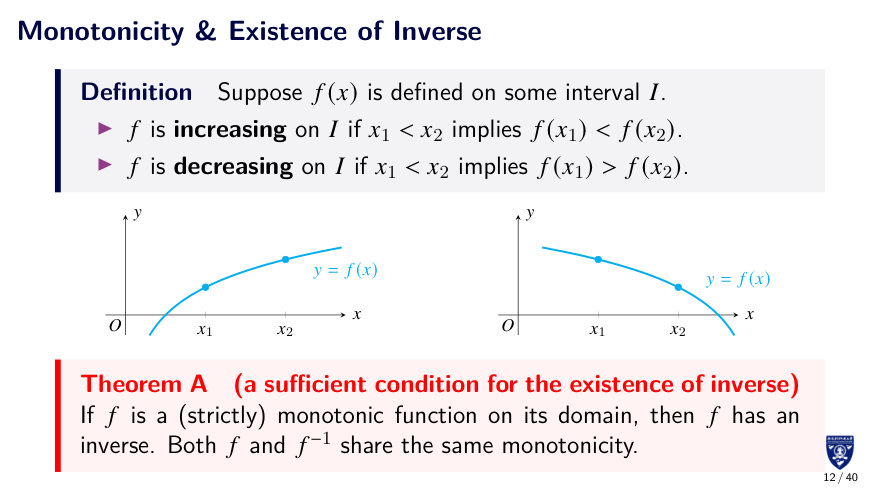 Monotonicity & Existence of Inverse
Definition Suppose f(x) is defined on some interval I.
▶ f is increasing on I if x₁ < x₂ implies f(x₁) < f(x₂).
▶ f is decreasing on I if x₁ < x₂ implies f(x₁) > f(x₂).
y
y = f(x)
x
O
x₁
x₂
y
y = f(x)
x
O
x₁
x₂
Theorem A (a sufficient condition for the existence of inverse)
If f is a (strictly) monotonic function on its domain, then f has an
inverse. Both f and f⁻¹ share the same monotonicity.
12 / 40